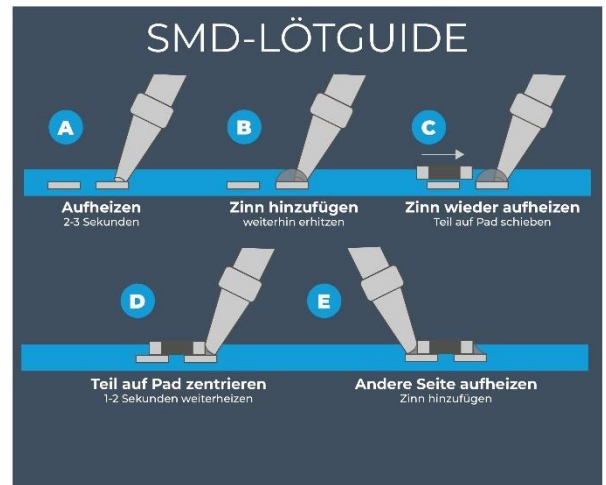 SMD-LÖTGUIDE
A
B
C
Aufheizen
2-3 Sekunden
Zinn hinzufügen
weiterhin erhitzen
Zinn wieder aufheizen
Teil auf Pad schieben
D
E
Teil auf Pad zentrieren
1-2 Sekunden weiterheizen
Andere Seite aufheizen
Zinn hinzufügen